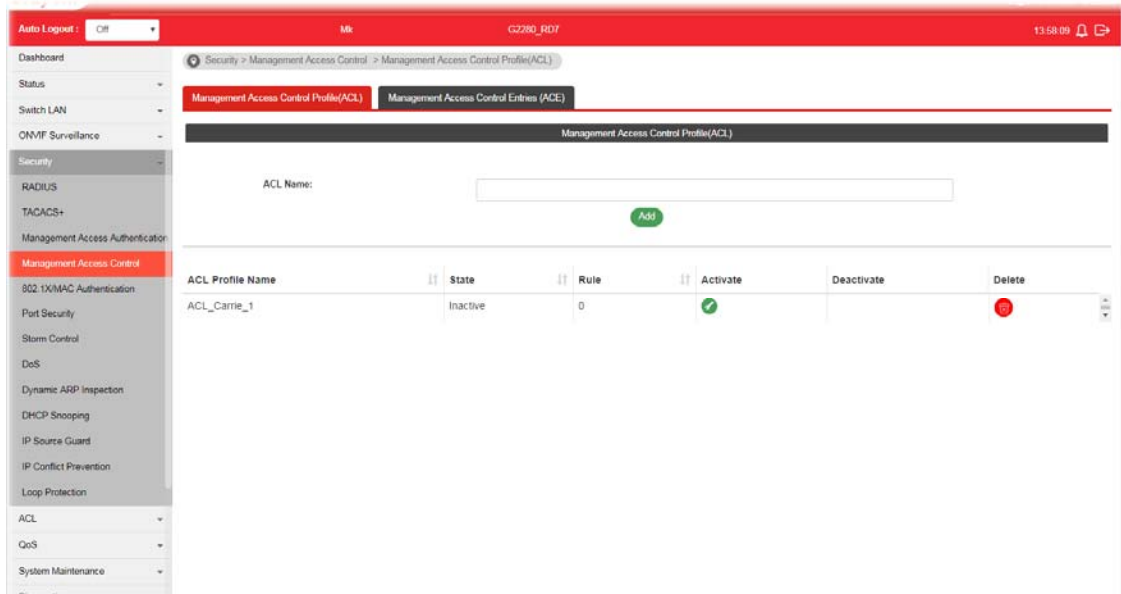 Auto Logout : Off Mk G2280_RD7 13:58:09
Dashboard
Status
Switch LAN
ONVIF Surveillance
Security
RADIUS
TACACS+
Management Access Authentication
Management Access Control
802.1X/MAC Authentication
Port Security
Storm Control
DoS
Dynamic ARP Inspection
DHCP Snooping
IP Source Guard
IP Conflict Prevention
Loop Protection
ACL
QoS
System Maintenance
Security > Management Access Control > Management Access Control Profile(ACL)
Management Access Control Profile(ACL) Management Access Control Entries (ACE)
Management Access Control Profile(ACL)
ACL Name:
Add
ACL Profile Name State Rule Activate Deactivate Delete
ACL_Carrie_1 Inactive 0